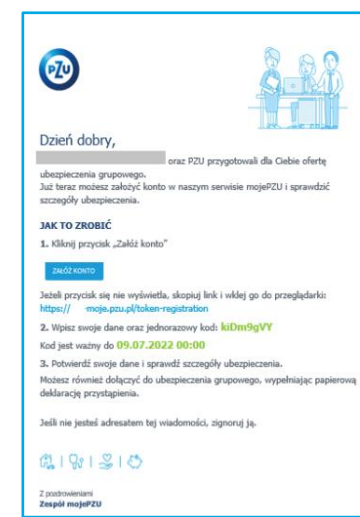 PZU
Dzień dobry,
oraz PZU przygotowali dla Ciebie ofertę
ubezpieczenia grupowego.
Już teraz możesz założyć konto w naszym serwisie mojePZU i sprawdzić
szczegóły ubezpieczenia.
JAK TO ZROBIĆ
1. Kliknij przycisk „Załóż konto”
ZAŁÓŻ KONTO
Jeżeli przycisk się nie wyświetla, skopiuj link i wklej go do przeglądarki:
https:// -moje.pzu.pl/token-registration
2. Wpisz swoje dane oraz jednorazowy kod: kiDm9gVY
Kod jest ważny do 09.07.2022 00:00
3. Potwierdź swoje dane i sprawdź szczegóły ubezpieczenia.
Możesz również dołączyć do ubezpieczenia grupowego, wypełniając papierową
deklarację przystąpienia.
Jeśli nie jesteś adresatem tej wiadomości, zignoruj ją.
Z pozdrowieniami
Zespół mojePZU